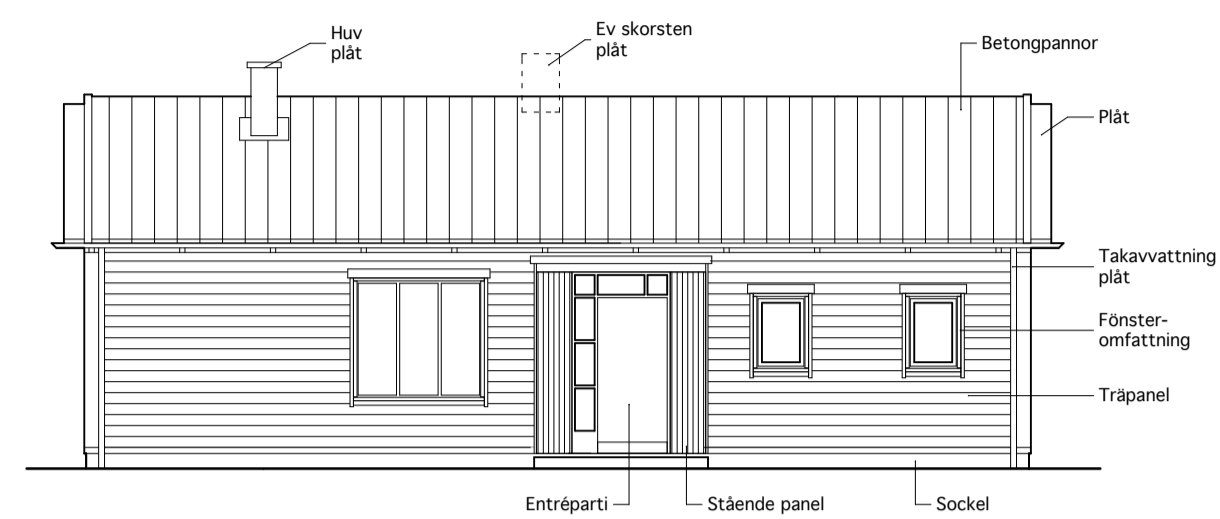 Huv
plåt
Ev skorsten
plåt
Betongpannor
Plåt
Takavvattning
plåt
Fönster-
omfattning
Träpanel
Entréparti
Stående panel
Sockel